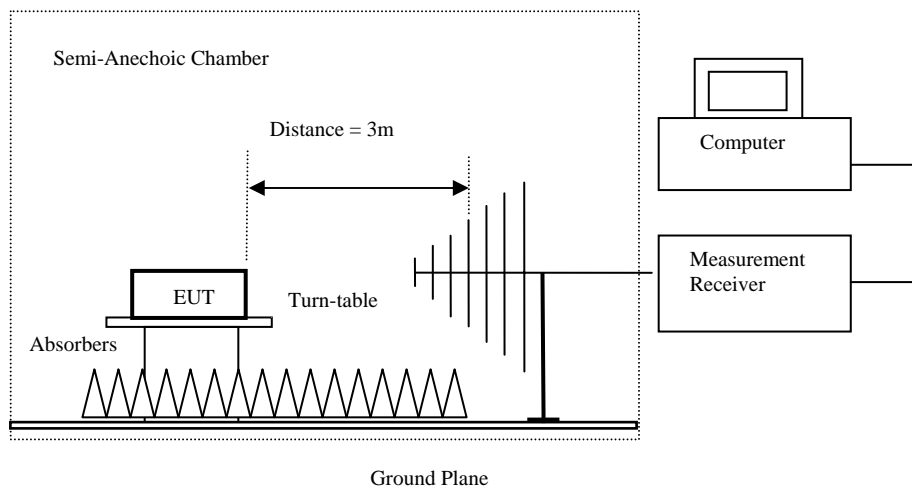 Semi-Anechoic Chamber
Distance = 3m
Computer
Measurement
Receiver
EUT
Turn-table
Absorbers
Ground Plane